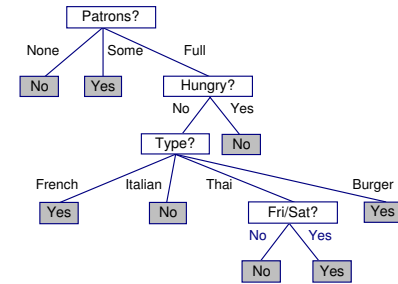 Patrons?
None Some Full
No Yes Hungry?
No Yes
Type? No
French Italian Thai Burger
Yes No Fri/Sat? Yes
No Yes
No Yes